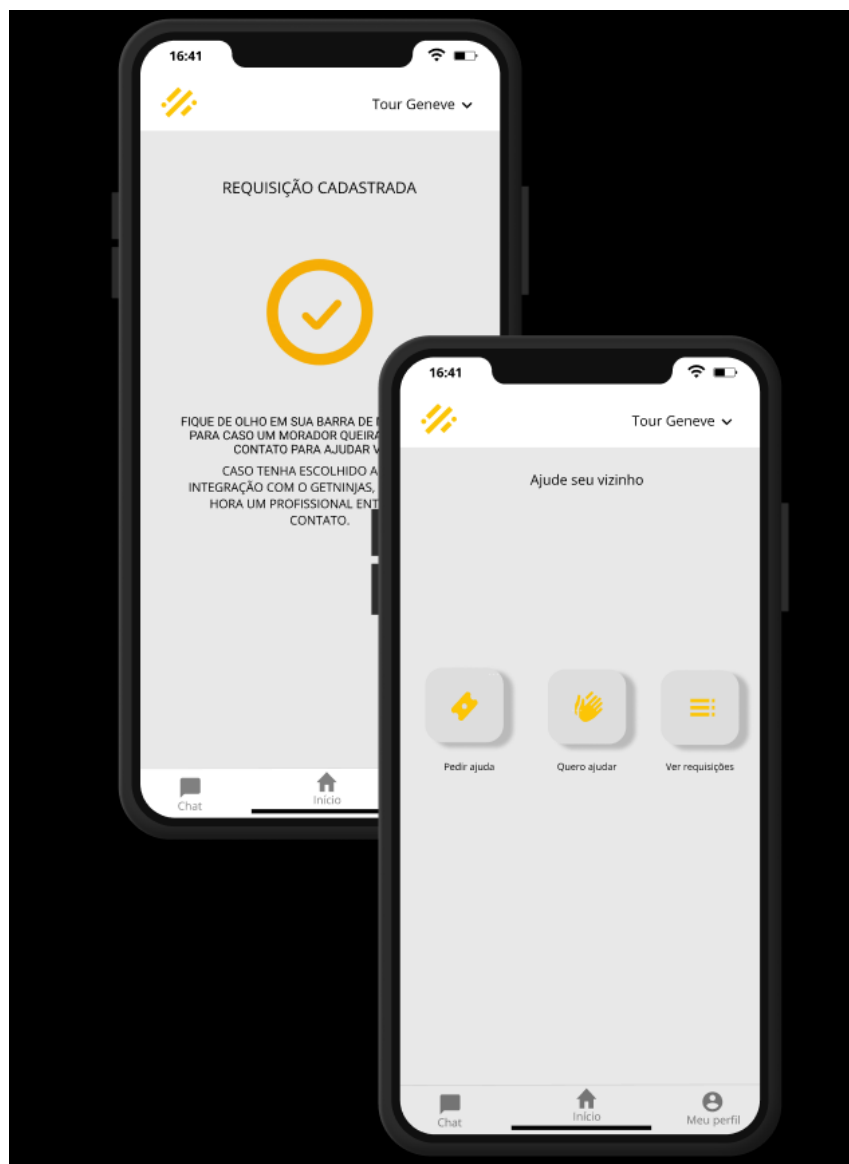 16:41
Tour Geneve
REQUISIÇÃO CADASTRADA
FIQUE DE OLHO EM SUA BARRA DE
PARA CASO UM MORADOR QUEIRA
CONTATO PARA AJUDAR
CASO TENHA ESCOLHIDO A
INTEGRAÇÃO COM O GETNINJAS,
HORA UM PROFISSIONAL
CONTATO.
Chat
Início
16:41
Tour Geneve
Ajude seu vizinho
Pedir ajuda
Quero ajudar
Ver requisições
Chat
Início
Meu perfil